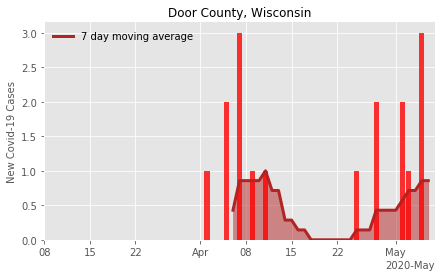 Door County, Wisconsin
7 day moving average
New Covid-19 Cases
3.0
2.5
2.0
1.5
1.0
0.5
0.0
08 15 22 Apr 08 15 22 May
2020-May